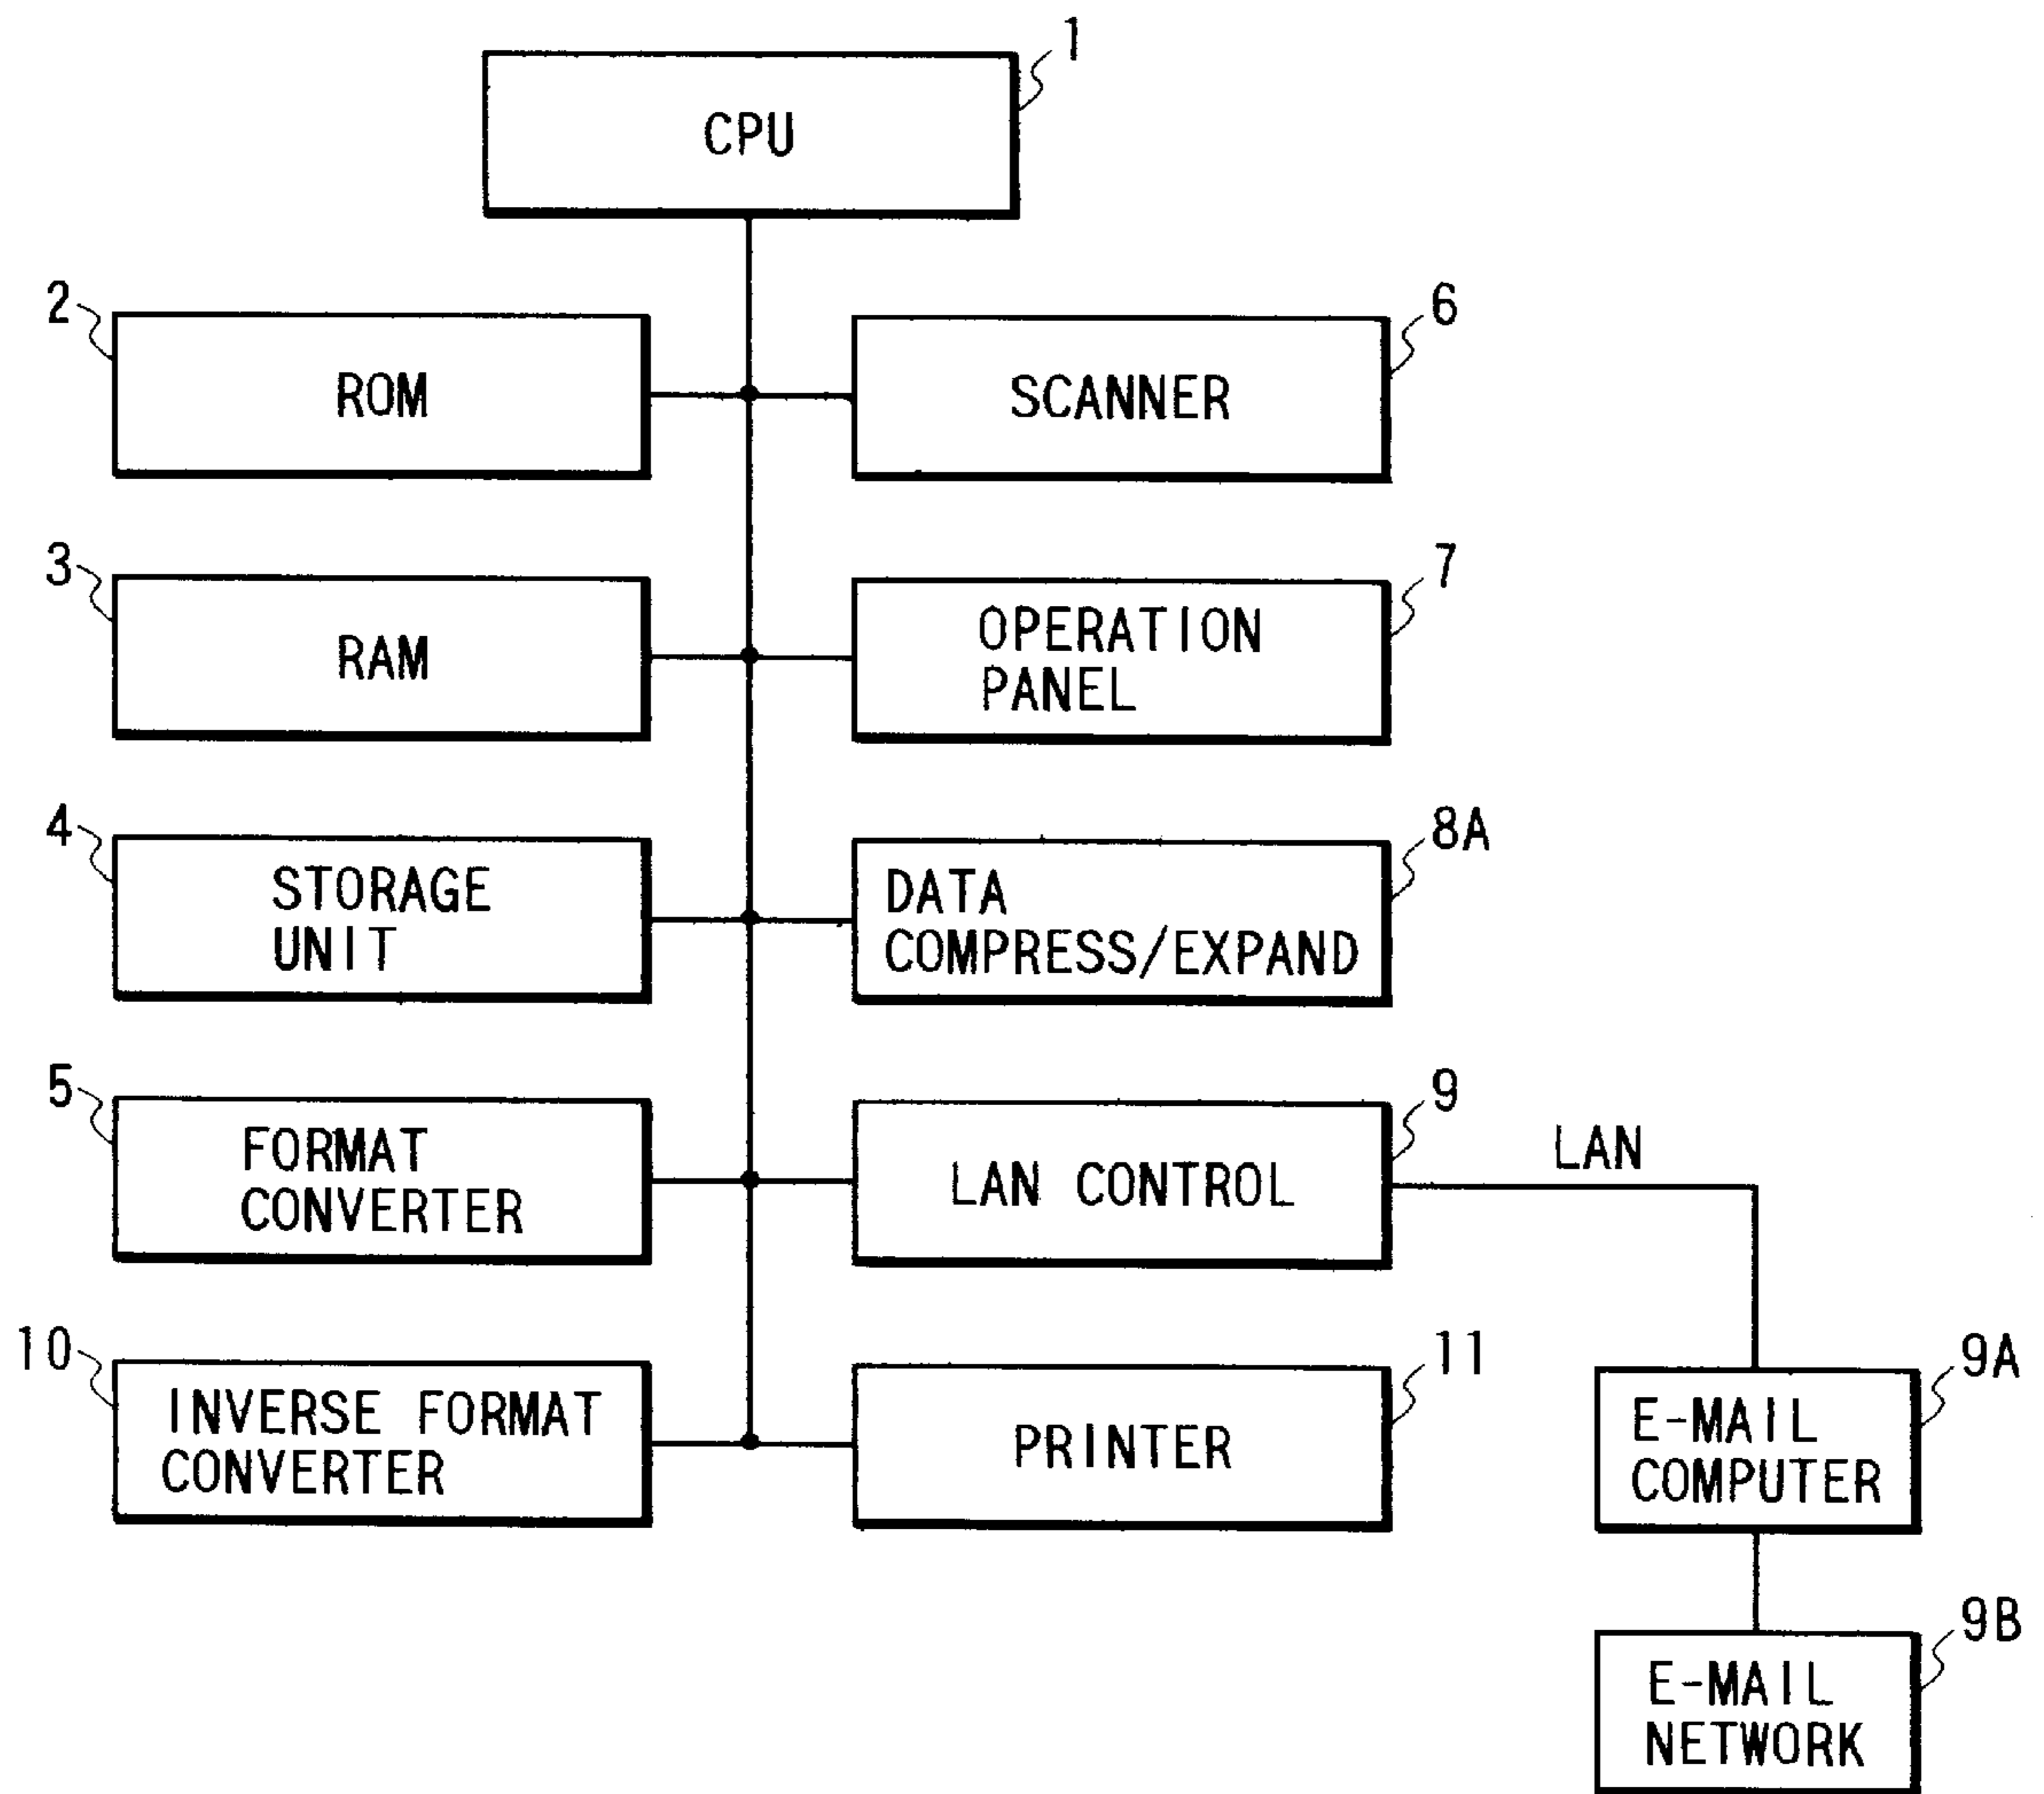 1
CPU
2
ROM
6
SCANNER
3
RAM
7
OPERATION
PANEL
4
STORAGE
UNIT
8A
DATA
COMPRESS/EXPAND
5
FORMAT
CONVERTER
9
LAN CONTROL
LAN
10
INVERSE FORMAT
CONVERTER
11
PRINTER
9A
E-MAIL
COMPUTER
9B
E-MAIL
NETWORK